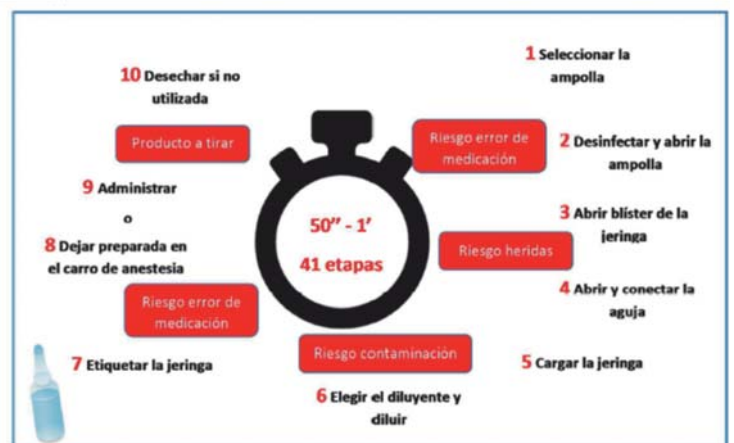 1 Seleccionar la
ampolla
Riesgo error de
medicación
2 Desinfectar y abrir la
ampolla
3 Abrir blíster de la
jeringa
Riesgo heridas
4 Abrir y conectar la
aguja
5 Cargar la jeringa
Riesgo contaminación
6 Elegir el diluyente y
diluir
7 Etiquetar la jeringa
Riesgo error de
medicación
8 Dejar preparada en
el carro de anestesia
o
9 Administrar
Producto a tirar
10 Desechar si no
utilizada
50’’ - 1’
41 etapas